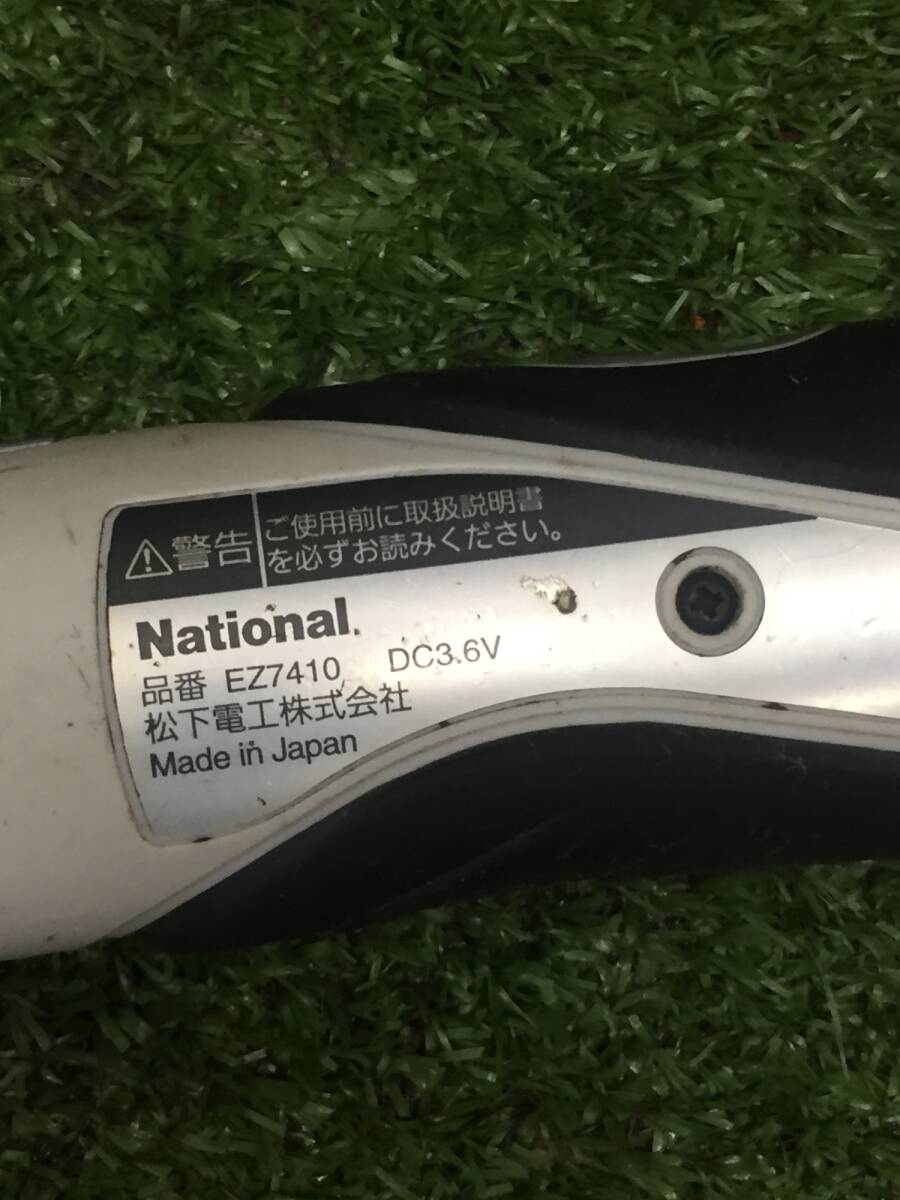 警告
ご使用前に取扱説明書
を必ずお読みください。
National
品番 EZ7410 DC3.6V
松下電工株式会社
Made in Japan